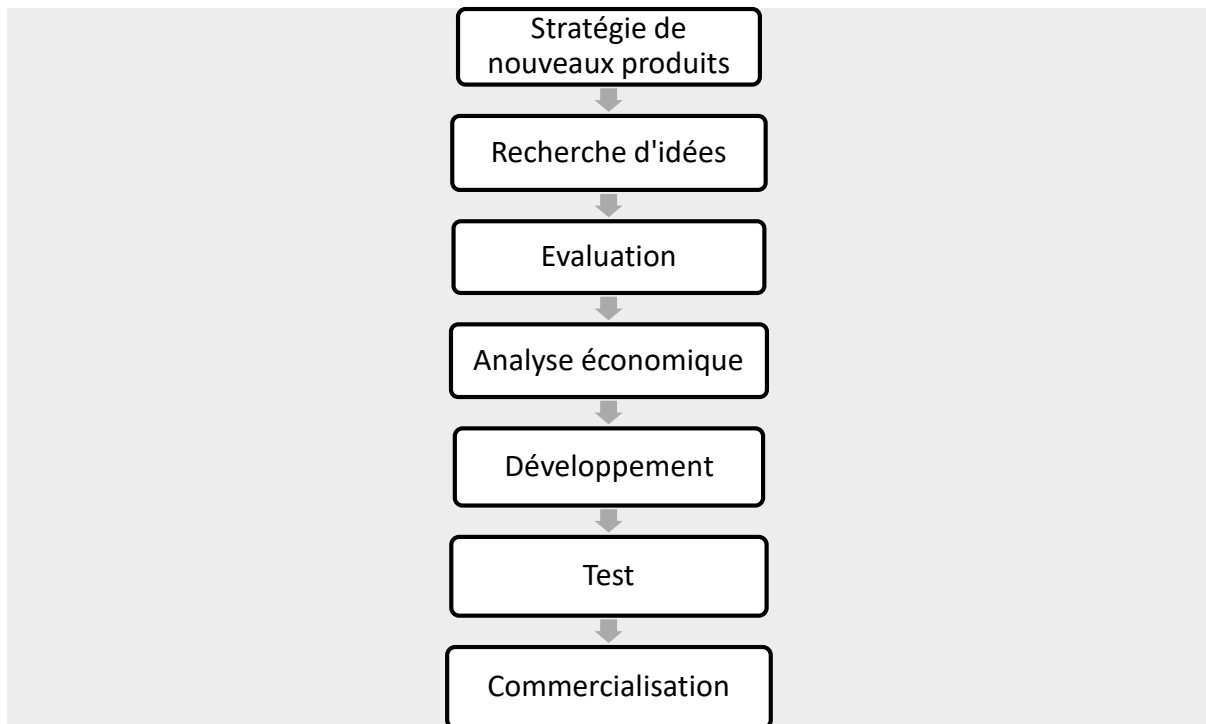 Stratégie de
nouveaux produits
Recherche d'idées
Evaluation
Analyse économique
Développement
Test
Commercialisation